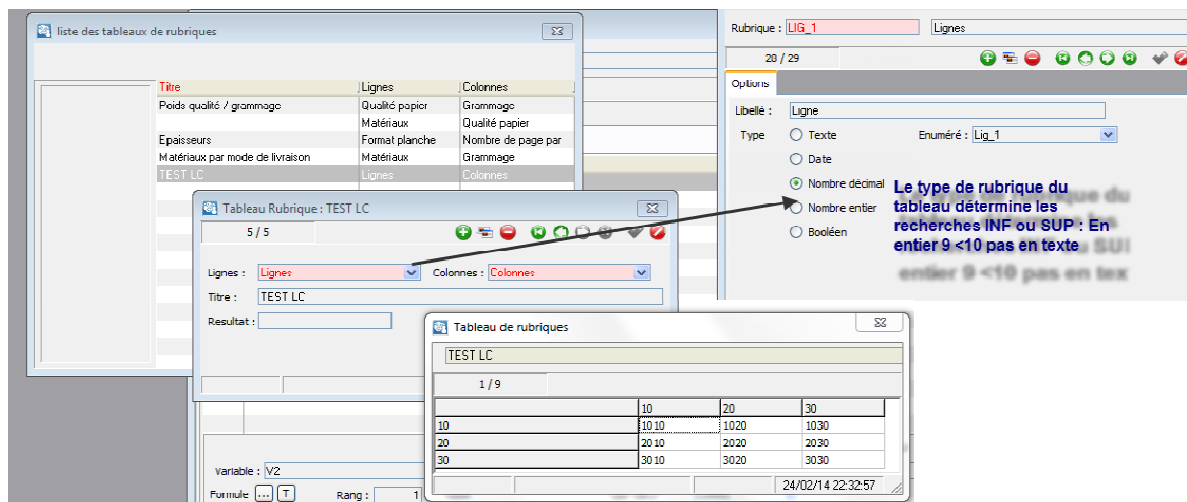 liste des tableaux de rubriques
Titre Lignes Colonnes
Poids qualité / grammage Qualité papier Grammage
Matériaux Qualité papier
Epaisseurs Format planche Nombre de page par
Matériaux par mode de livraison Matériaux Grammage
TEST LC Lignes Colonnes
Tableau Rubrique : TEST LC
5 / 5
Lignes : Lignes Colonnes : Colonnes
Titre : TEST LC
Resultat :
Tableau de rubriques
TEST LC
1 / 9
10 20 30
10 1010 1020 1030
20 2010 2020 2030
30 3010 3020 3030
24/02/14 22:32:57
Variable : V2
Formule ... T Rang : 1
Rubrique : LIG_1 Lignes
28 / 29
Options
Libellé : Ligne
Type Texte Enuméré : Lig_1
Date
Nombre décimal
Nombre entier
Booléen
Le type de rubrique du
tableau détermine les
recherches INF ou SUP : En
entier 9 <10 pas en texte